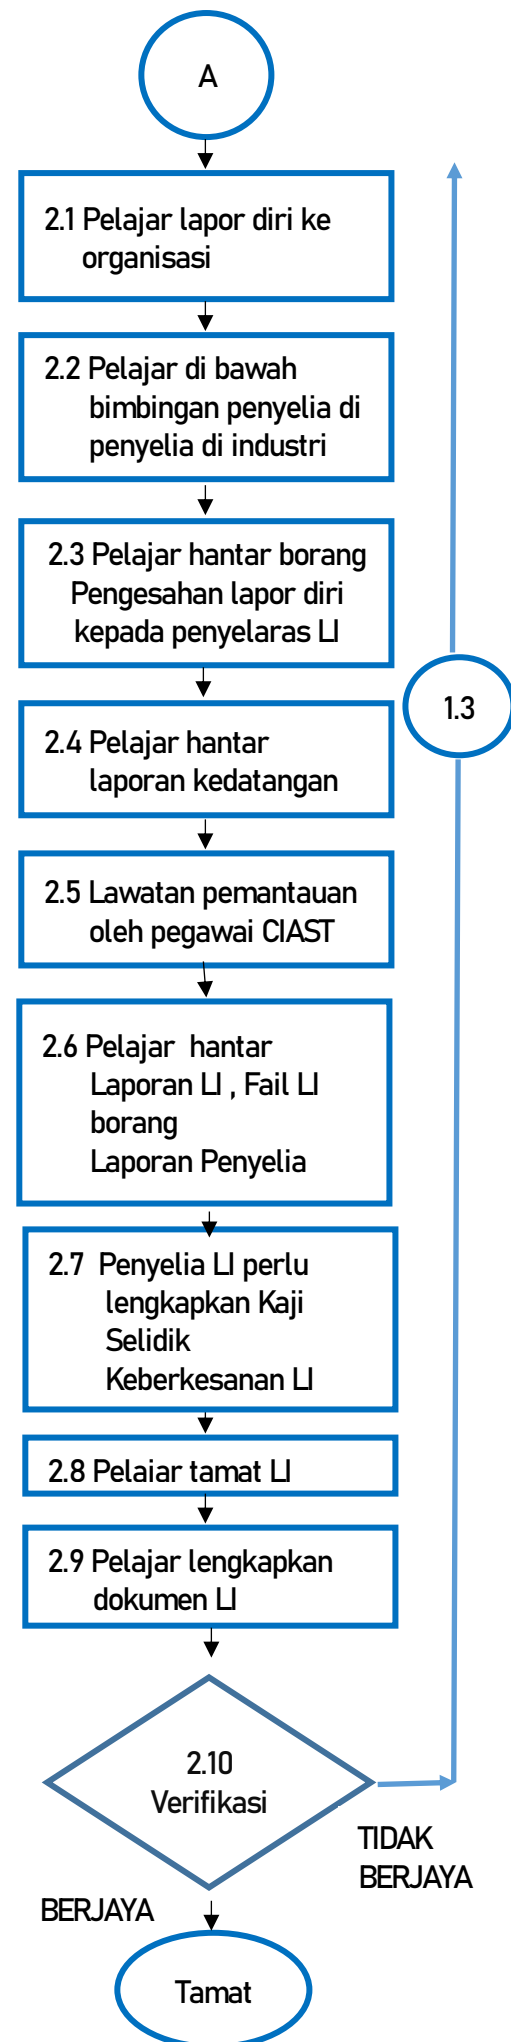 A
2.1 Pelajar lapor diri ke
organisasi
2.2 Pelajar di bawah
bimbingan penyelia di
penyelia di industri
2.3 Pelajar hantar borang
Pengesahan lapor diri
kepada penyelaras LI
1.3
2.4 Pelajar hantar
laporan kedatangan
2.5 Lawatan pemantauan
oleh pegawai CIAST
2.6 Pelajar hantar
Laporan LI , Fail LI
borang
Laporan Penyelia
2.7 Penyelia LI perlu
lengkapkan Kaji
Selidik
Keberkesanan LI
2.8 Pelajar tamat LI
2.9 Pelajar lengkapkan
dokumen LI
2.10
Verifikasi
TIDAK
BERJAYA
BERJAYA
Tamat